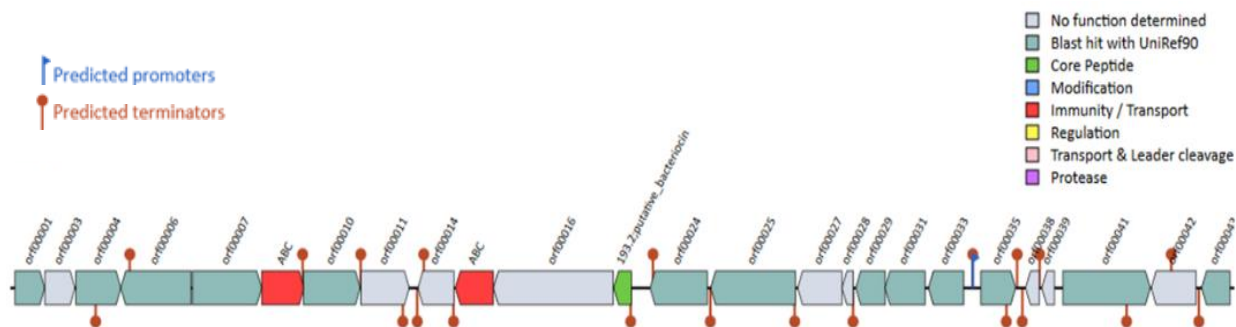 Predicted promoters
Predicted terminators
No function determined
Blast hit with UniRef90
Core Peptide
Modification
Immunity / Transport
Regulation
Transport & Leader cleavage
Protease
orf00001
orf00003
orf00004
orf00006
orf00007
ABC
orf00010
orf00011
orf00014
ABC
orf00016
193.2;putative_bacteriocin
orf00024
orf00025
orf00027
orf00028
orf00029
orf00031
orf00033
orf00035
orf00038
orf00039
orf00041
orf00042